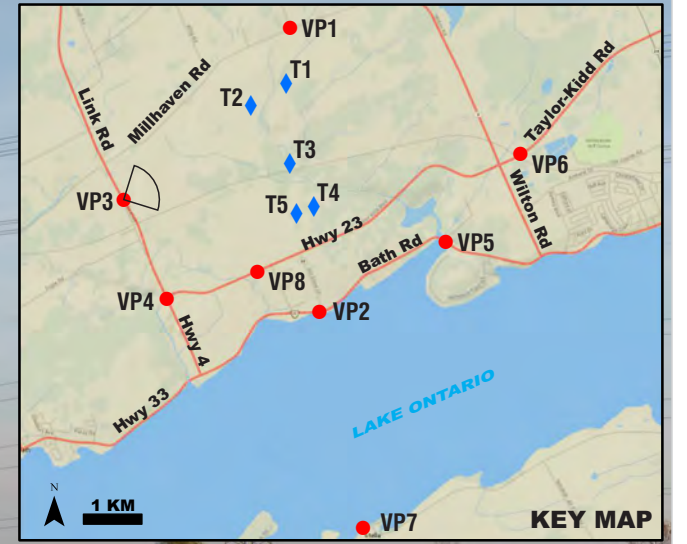 VP1
T1
T2
Millhaven Rd
Link Rd
Taylor-Kidd Rd
T3
VP6
VP3
T5
T4
Wilton Rd
Hwy 23
Bath Rd
VP5
VP8
VP4
VP2
Hwy 4
Hwy 33
LAKE ONTARIO
N
1 KM
VP7
KEY MAP